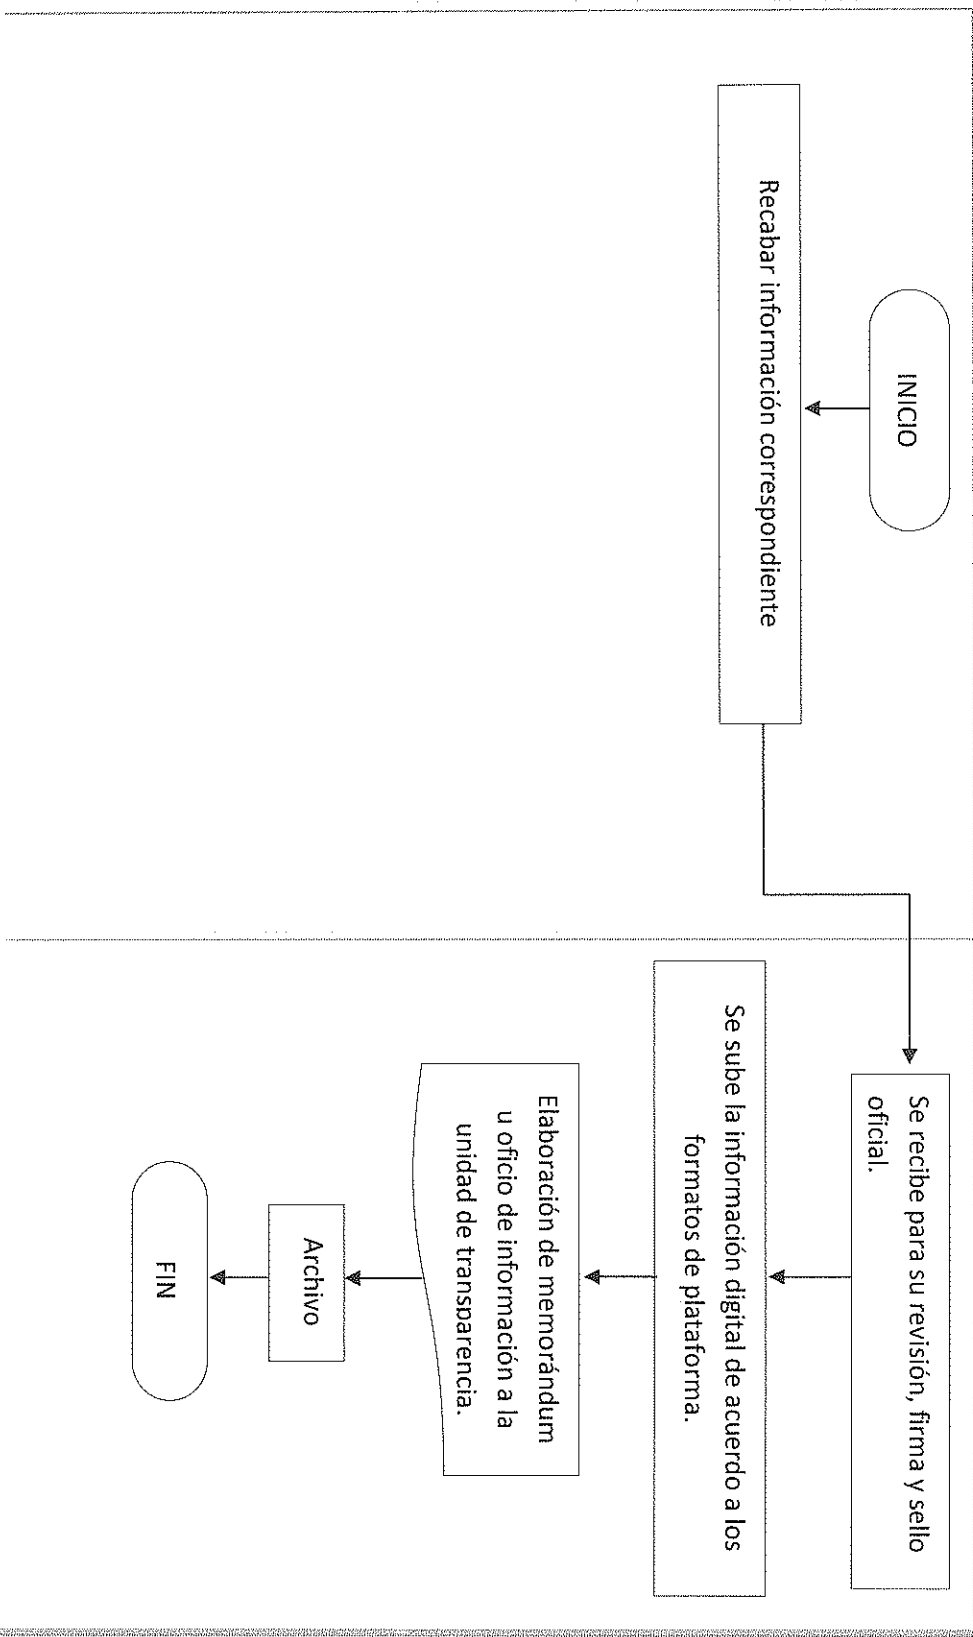 INICIO
Recabar información correspondiente
Se recibe para su revisión, firma y sello
oficial.
Se sube la información digital de acuerdo a los
formatos de plataforma.
Elaboración de memorándum
u oficio de información a la
unidad de transparencia.
Archivo
FIN